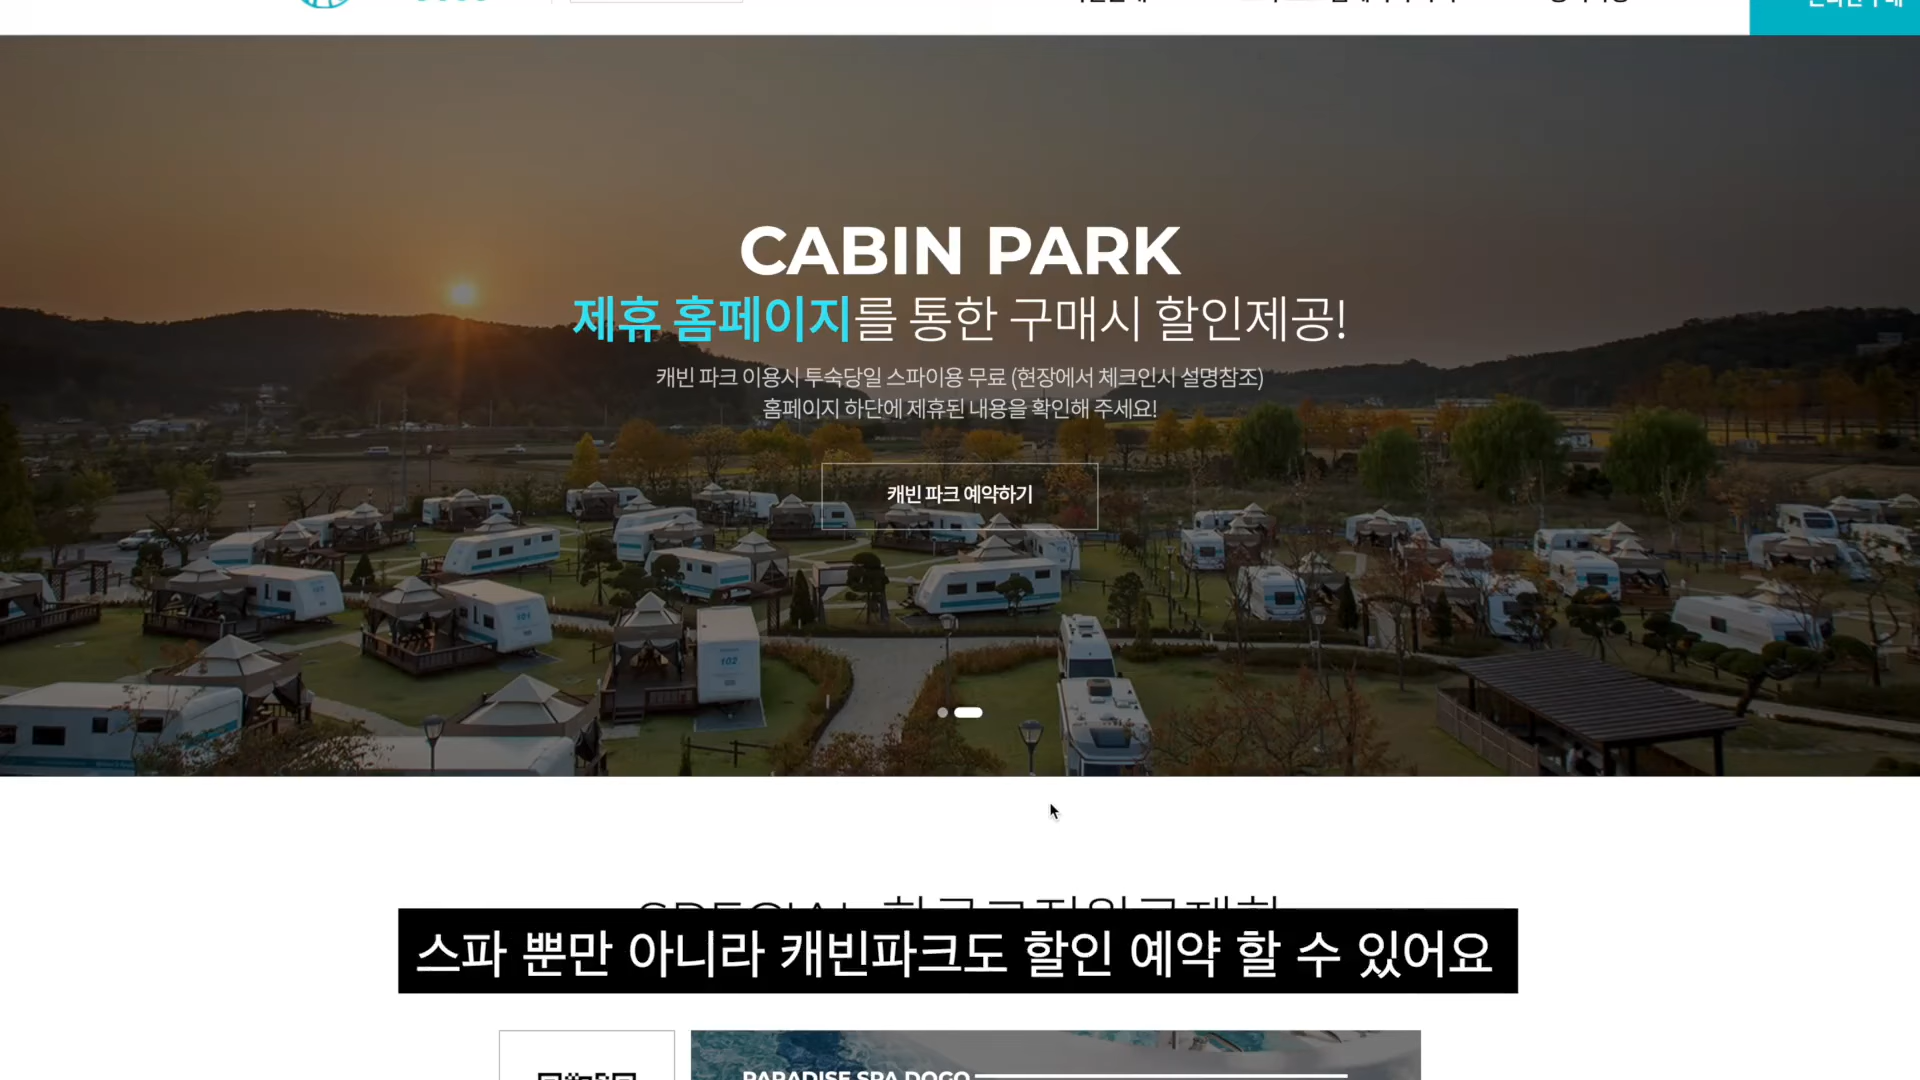 CABIN PARK
제휴 홈페이지를 통한 구매시 할인제공!
캐빈 파크 이용시 투숙당일 스파이용 무료 (현장에서 체크인시 설명참조)
홈페이지 하단에 제휴된 내용을 확인해 주세요!
캐빈 파크 예약하기
102
스파 뿐만 아니라 캐빈파크도 할인 예약 할 수 있어요
PARADISE SPA DOGO